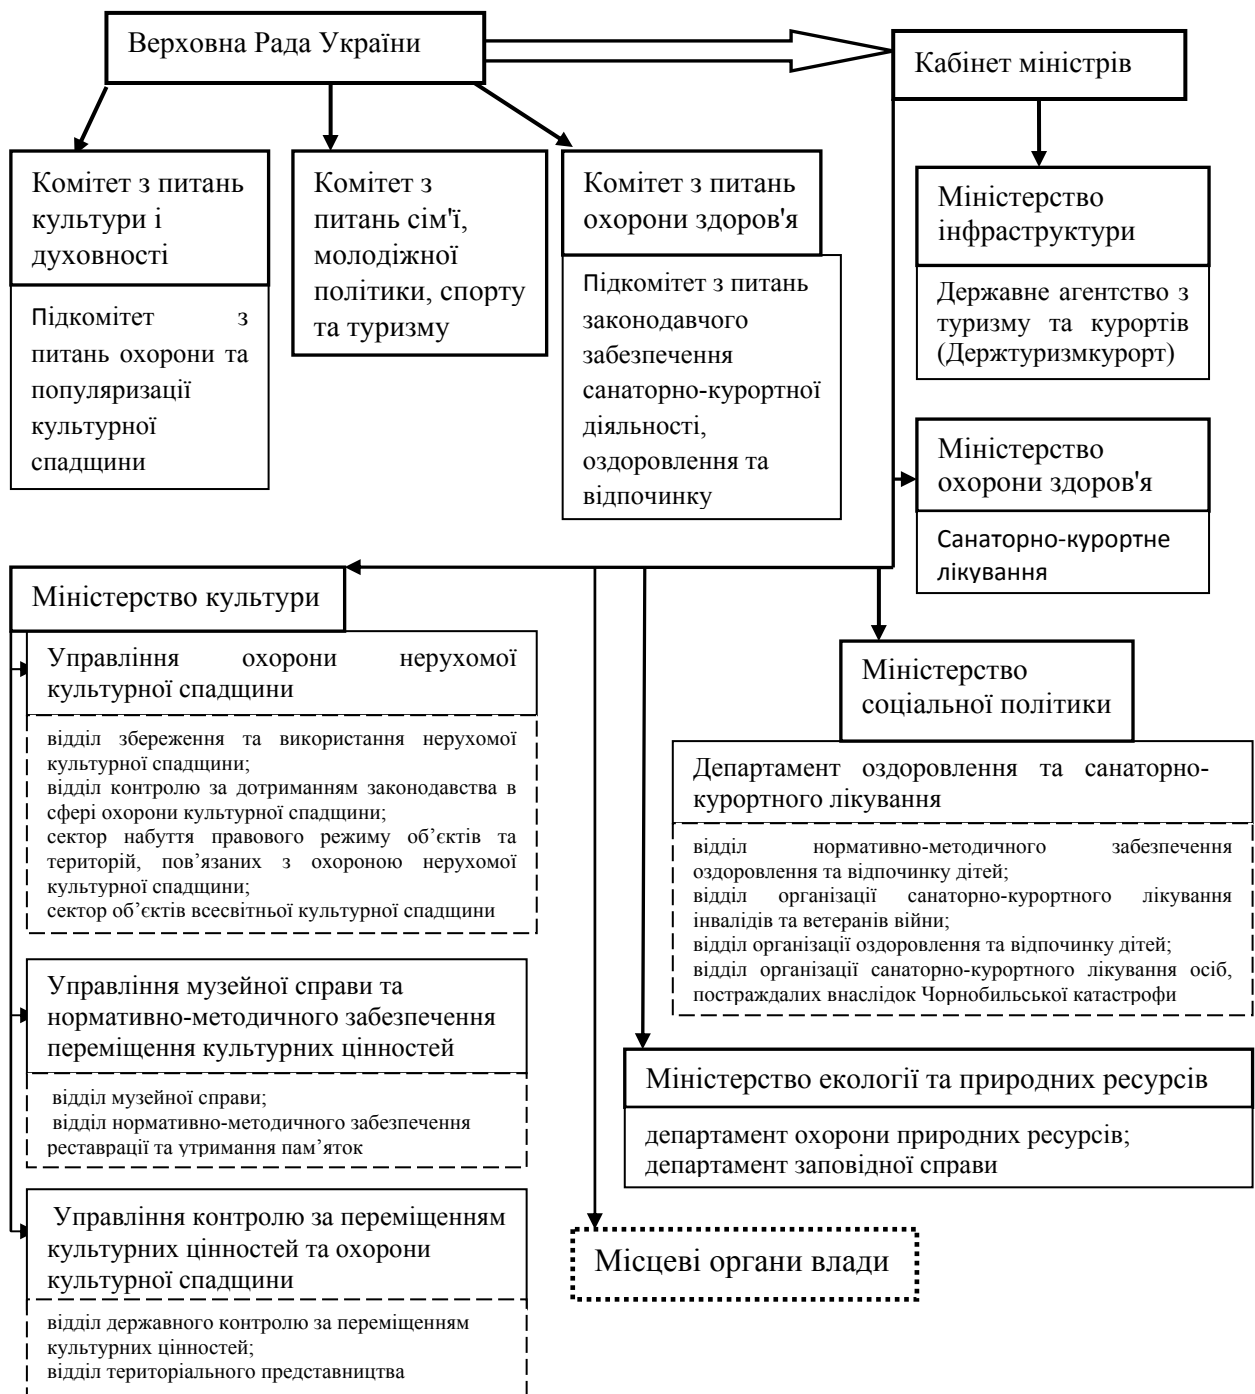 Верховна Рада України
Кабінет міністрів
Комітет з питань
культури і
духовності
Підкомітет з
питань охорони та
популяризації
культурної
спадщини
Комітет з
питань сім'ї,
молодіжної
політики, спорту
та туризму
Комітет з питань
охорони здоров'я
Підкомітет з питань
законодавчого
забезпечення
санаторно-курортної
діяльності,
оздоровлення та
відпочинку
Міністерство
інфраструктури
Державне агентство з
туризму та курортів
(Держтуризмкурорт)
Міністерство
охорони здоров'я
Санаторно-курортне
лікування
Міністерство культури
Управління охорони нерухомої
культурної спадщини
відділ збереження та використання нерухомої
культурної спадщини;
відділ контролю за дотриманням законодавства в
сфері охорони культурної спадщини;
сектор набуття правового режиму об’єктів та
територій, пов’язаних з охороною нерухомої
культурної спадщини;
сектор об’єктів всесвітньої культурної спадщини
Управління музейної справи та
нормативно-методичного забезпечення
переміщення культурних цінностей
відділ музейної справи;
відділ нормативно-методичного забезпечення
реставрації та утримання пам’яток
Управління контролю за переміщенням
культурних цінностей та охорони
культурної спадщини
відділ державного контролю за переміщенням
культурних цінностей;
відділ територіального представництва
Міністерство
соціальної політики
Департамент оздоровлення та санаторно-
курортного лікування
відділ нормативно-методичного забезпечення
оздоровлення та відпочинку дітей;
відділ організації санаторно-курортного лікування
інвалідів та ветеранів війни;
відділ організації оздоровлення та відпочинку дітей;
відділ організації санаторно-курортного лікування осіб,
постраждалих внаслідок Чорнобильської катастрофи
Міністерство екології та природних ресурсів
департамент охорони природних ресурсів;
департамент заповідної справи
Місцеві органи влади